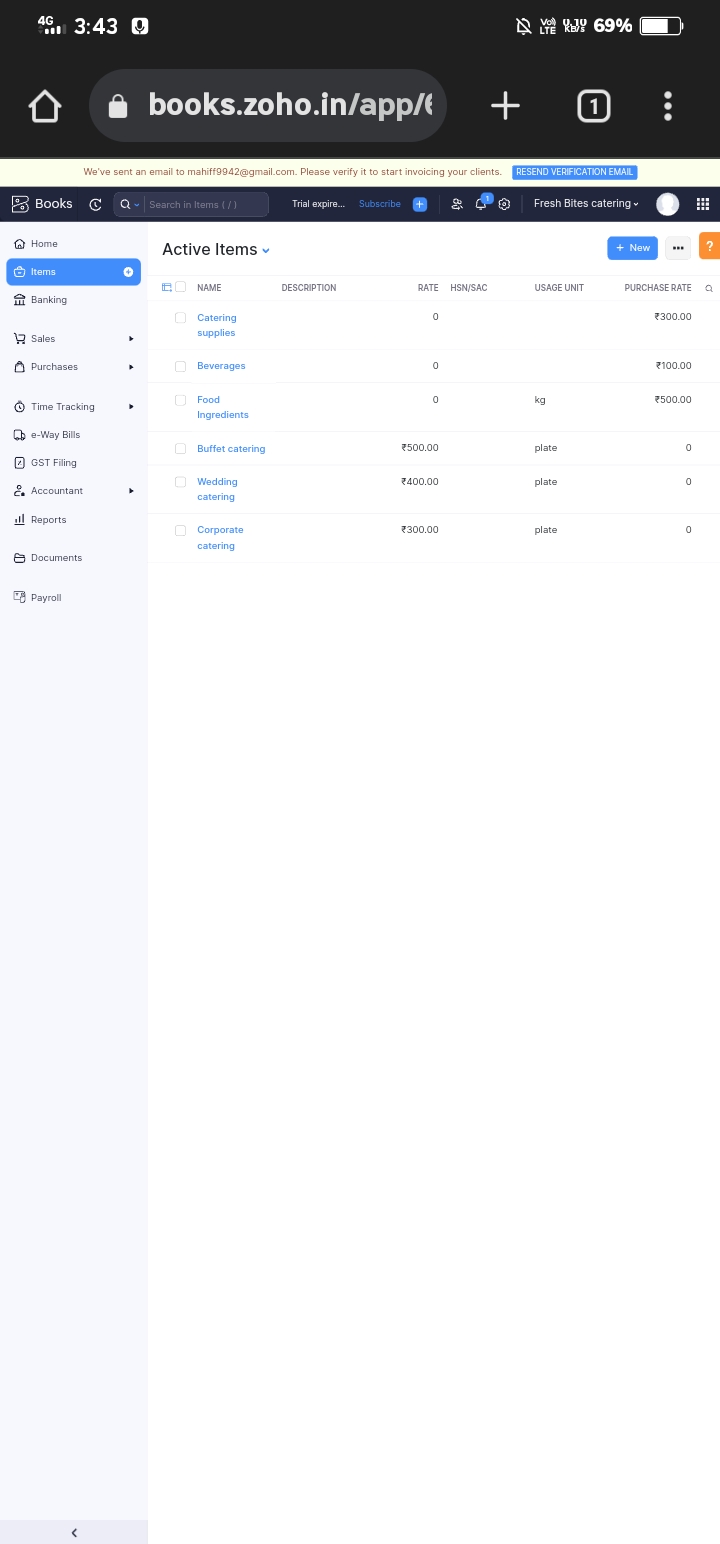 4G 3:43 Vo) LTE 0.10 KB/s 69%
books.zoho.in/app/6 1
We've sent an email to mahiff9942@gmail.com. Please verify it to start invoicing your clients. RESEND VERIFICATION EMAIL
Books Search in Items ( / ) Trial expire... Subscribe 1 Fresh Bites catering
Home
Items
Banking
Sales
Purchases
Time Tracking
e-Way Bills
GST Filing
Accountant
Reports
Documents
Payroll
Active Items + New ••• ?
NAME DESCRIPTION RATE HSN/SAC USAGE UNIT PURCHASE RATE
Catering 0 ₹300.00
supplies
Beverages 0 ₹100.00
Food 0 kg ₹500.00
Ingredients
Buffet catering ₹500.00 plate 0
Wedding ₹400.00 plate 0
catering
Corporate ₹300.00 plate 0
catering